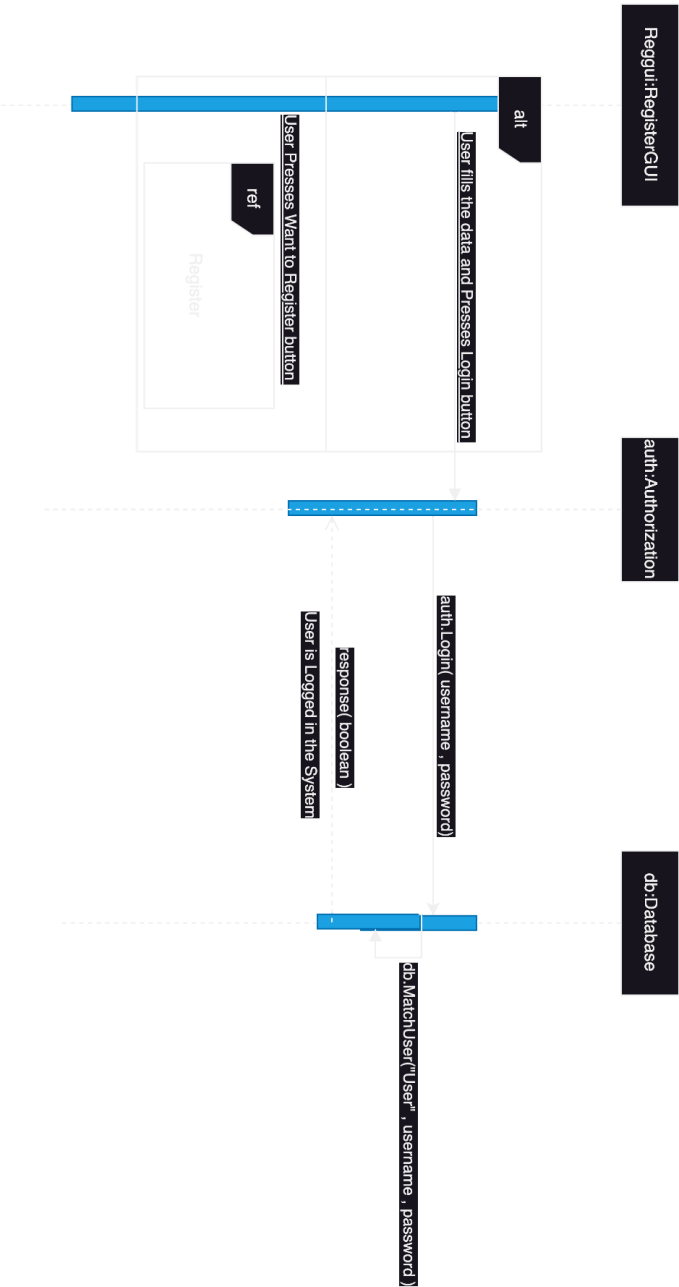 Reggui:RegisterGUI
auth:Authorization
db:Database
alt
User fills the data and Presses Login button
auth.Login( username , password)
db.MatchUser("User" , username , password )
response( boolean )
User is Logged in the System
User Presses Want to Register button
ref
Register